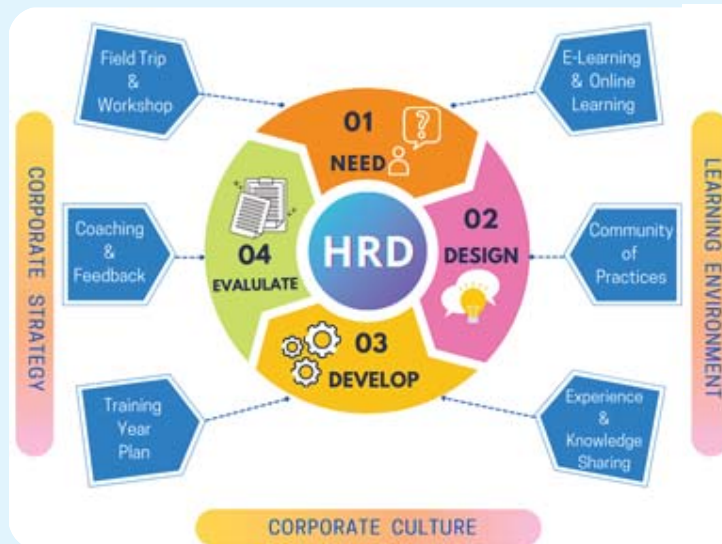 Field Trip
&
Workshop
E-Learning
& Online
Learning
01
NEED
?
CORPORATE STRATEGY
LEARNING ENVIRONMENT
Coaching
&
Feedback
04
EVALULATE
HRD
02
DESIGN
Community
of
Practices
03
DEVELOP
Training
Year
Plan
Experience
&
Knowledge
Sharing
CORPORATE CULTURE